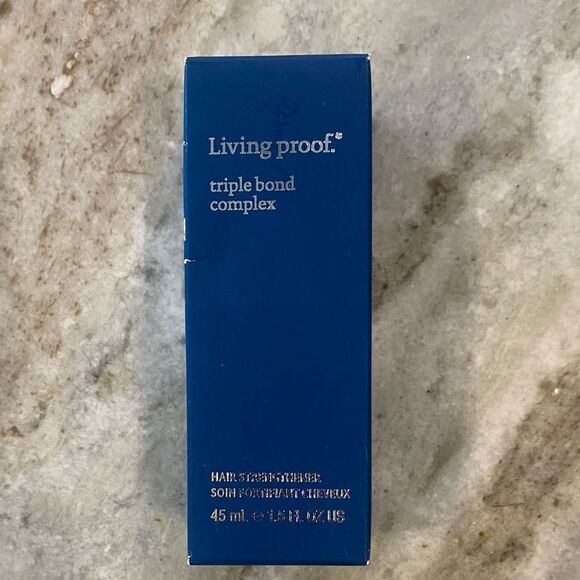 Living proof.®
triple bond
complex
HAIR STRENGTHENER
SOIN FORTIFIANT CHEVEUX
45 mL ℮ 1.5 FL OZ US